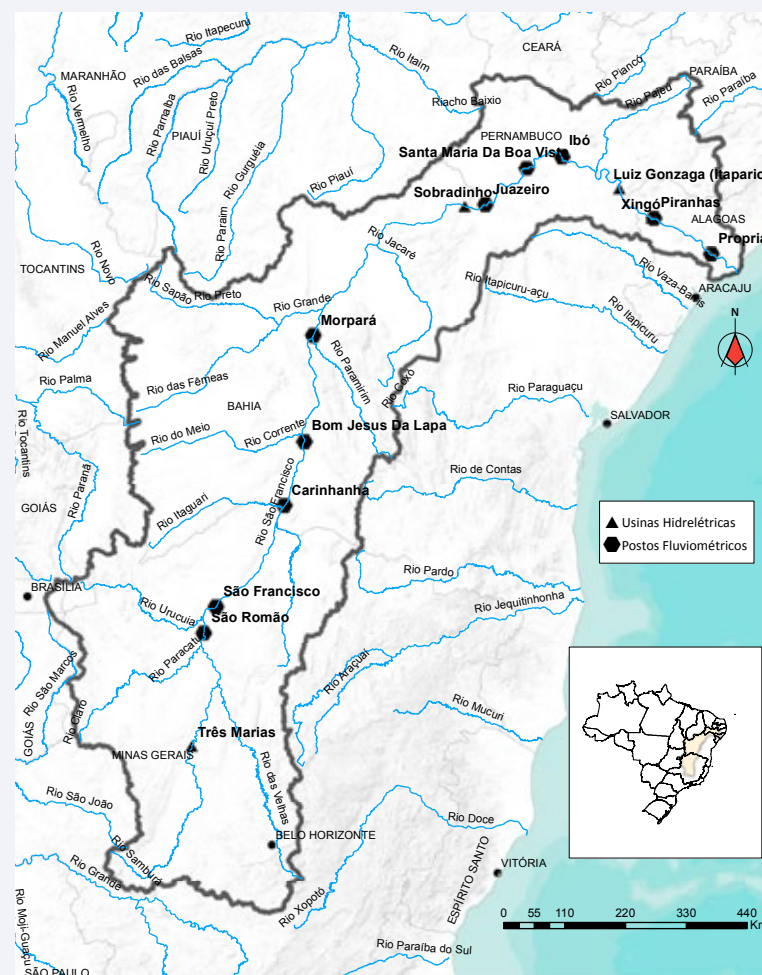 Rio Itapecuru
CEARÁ
MARANHÃO
Rio das Balsas
Rio Itaim
Rio Piancó
PARAÍBA
Rio Vermelho
Rio Parnaíba
PIAUÍ
Rio Uruçuí Preto
Rio Gurguéia
Riacho Baixio
Rio Pajeú
Rio Paraíba
PERNAMBUCO
Ibó
Santa Maria Da Boa Vist
Luiz Gonzaga (Itaparic
Rio Piauí
Sobradinho
Juazeiro
Xingó
Piranhas
ALAGOAS
Rio Paraim
Propria
Rio Novo
TOCANTINS
Rio Jacaré
Rio Sapão
Rio Preto
Rio Grande
Rio Itapicuru-açu
Rio Vaza-Barris
ARACAJU
Rio Itapicuru
N
Rio Manuel Alves
Morpará
Rio Paramirim
Rio Palma
Rio das Fêmeas
Rio Coxó
Rio Paraguaçu
BAHIA
SALVADOR
Rio Tocantins
Rio do Meio
Rio Corrente
Bom Jesus Da Lapa
Rio Paranã
Rio de Contas
Rio São Francisco
Carinhanha
GOIÁS
Rio Itaguari
Usinas Hidrelétricas
Postos Fluviométricos
Rio Pardo
BRASÍLIA
São Francisco
Rio Jequitinhonha
Rio Urucuia
São Romão
Rio Paracatu
Rio São Marcos
Rio Araçuaí
Rio Claro
GOIÁS
Rio Mucuri
Três Marias
MINAS GERAIS
Rio das Velhas
Rio São João
Rio Doce
BELO HORIZONTE
Rio Samburá
Rio Grande
ESPÍRITO SANTO
VITÓRIA
Rio Xopotó
Rio Moji-Guaçu
0 55 110 220 330 440
Km
Rio Paraíba do Sul
SÃO PAULO